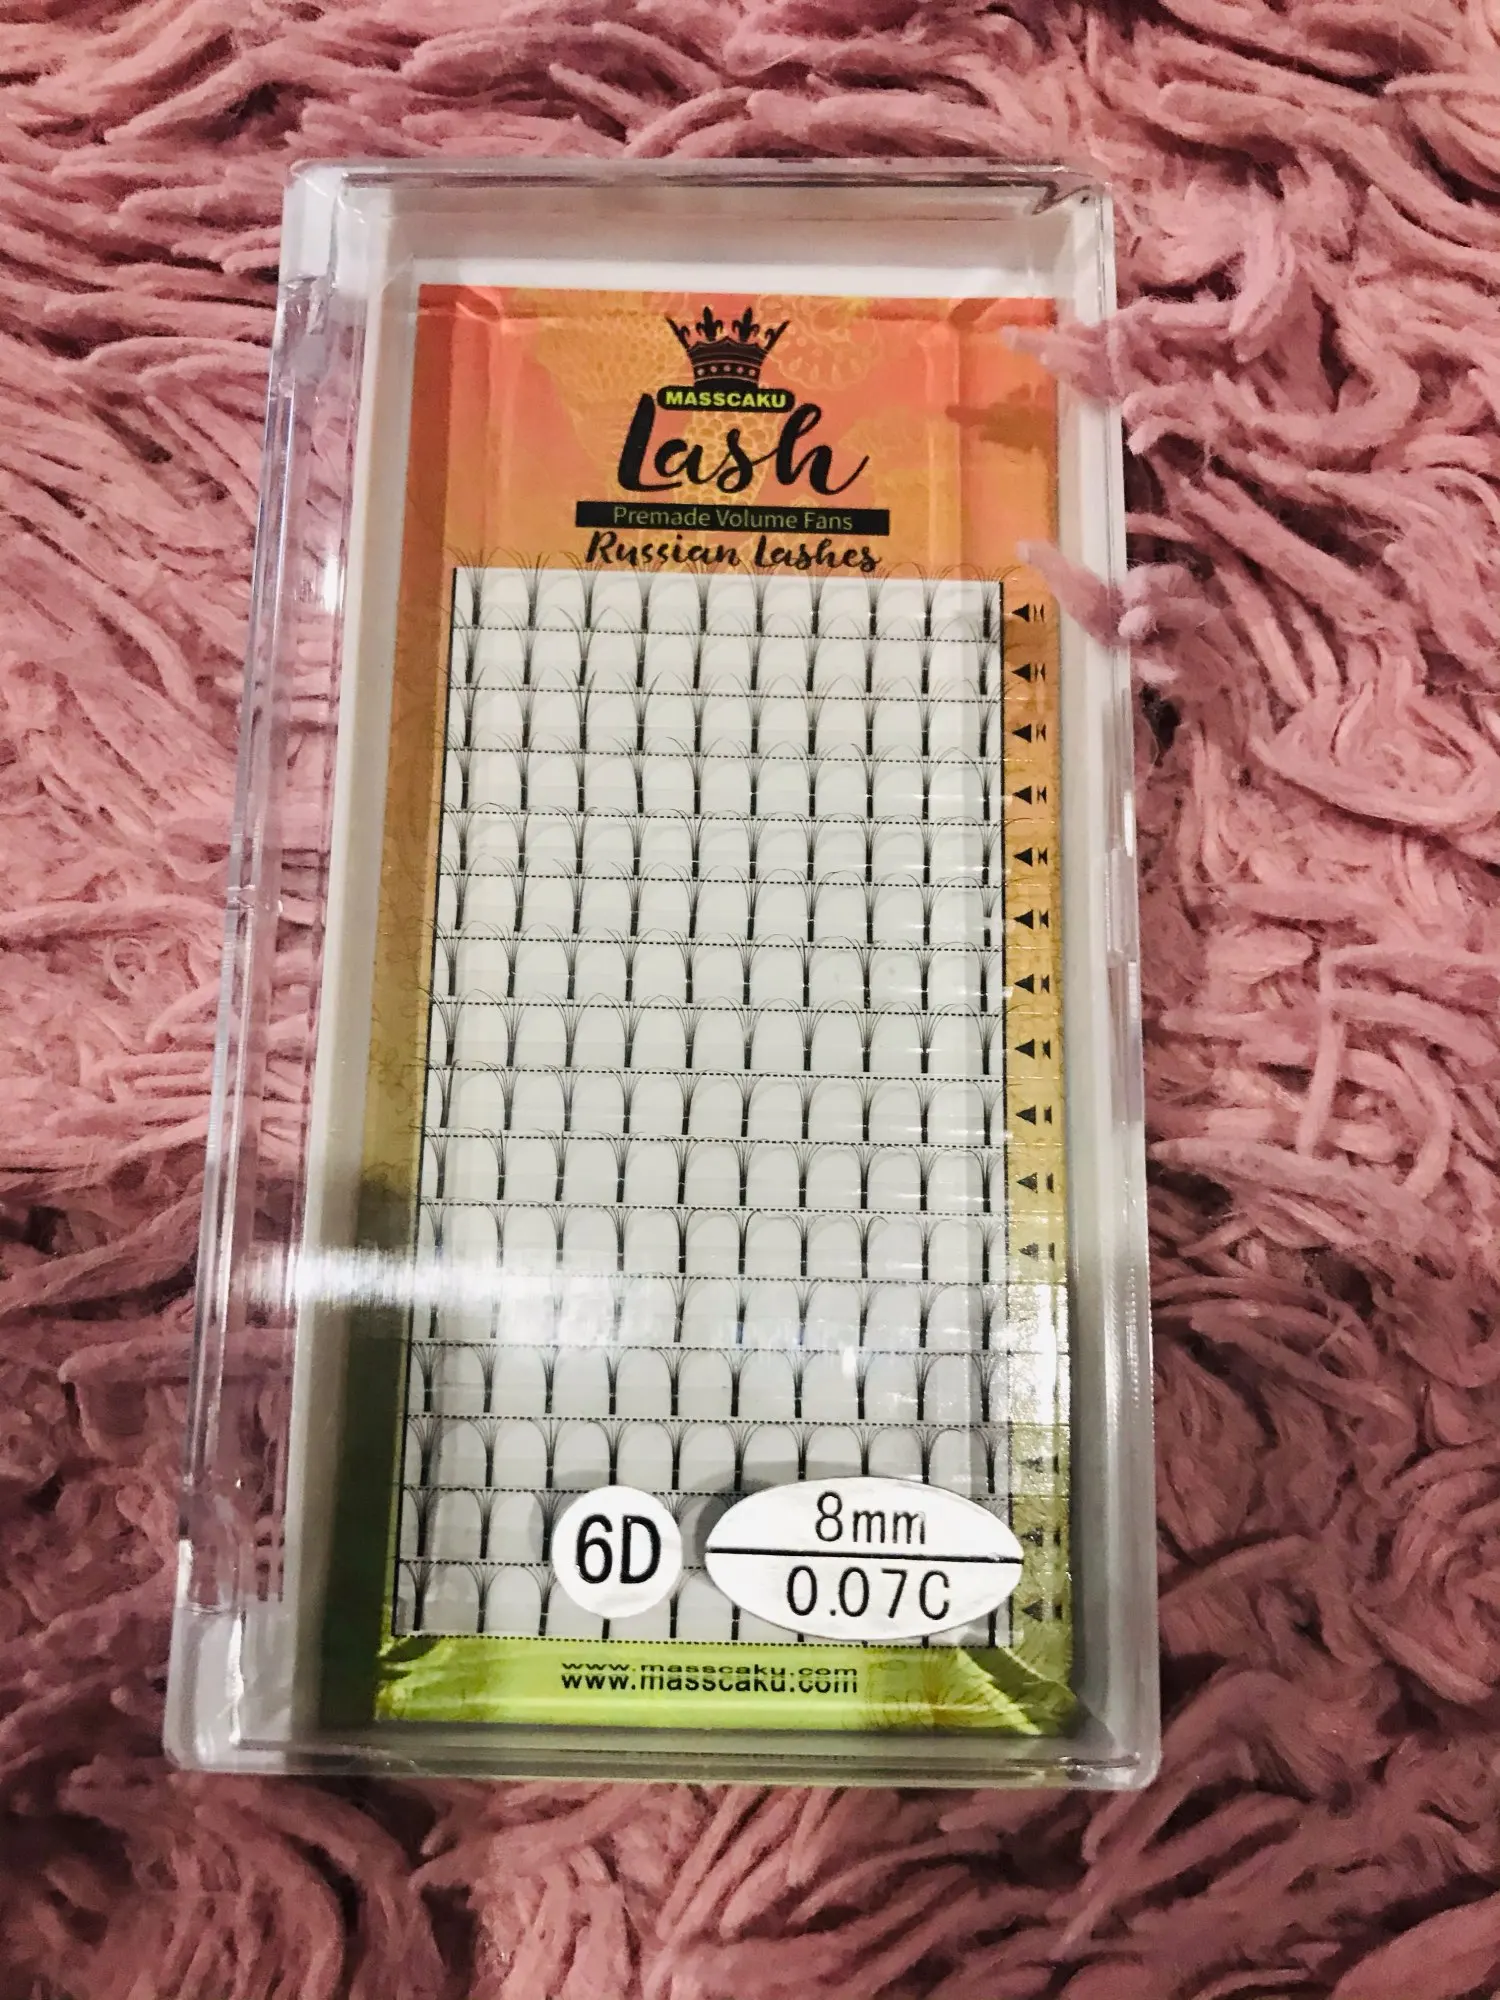 MASSCAKU
Lash
Premade Volume Fans
Russian Lashes
6D
8mm
0.07C
www.masscaku.com
www.masscaku.com